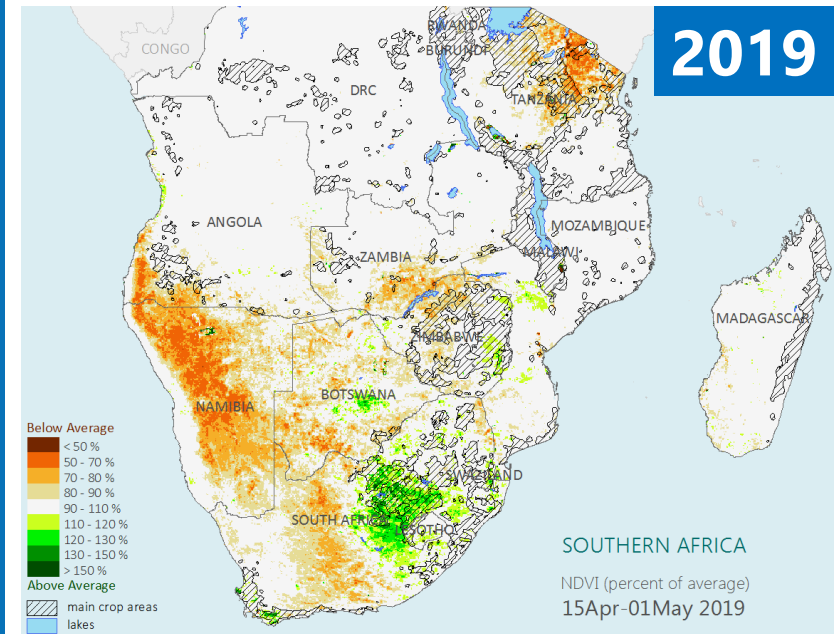 2019
CONGO
RWANDA
BURUNDI
DRC
TANZANIA
ANGOLA
MOZAMBIQUE
ZAMBIA
MALAWI
MADAGASCAR
ZIMBABWE
BOTSWANA
NAMIBIA
SWAZILAND
SOUTH AFRICA
LESOTHO
Below Average
< 50 %
50 - 70 %
70 - 80 %
80 - 90 %
90 - 110 %
110 - 120 %
120 - 130 %
130 - 150 %
> 150 %
Above Average
main crop areas
lakes
SOUTHERN AFRICA
NDVI (percent of average)
15Apr-01May 2019